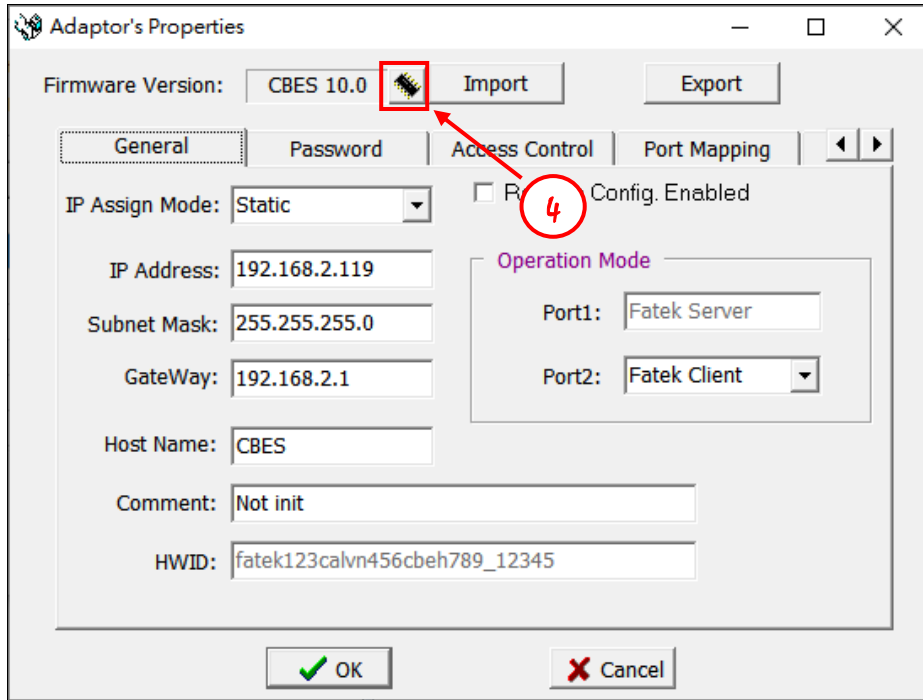 Adaptor's Properties
Firmware Version: CBES 10.0 Import Export
General Password Access Control Port Mapping
IP Assign Mode: Static Config. Enabled
4
IP Address: 192.168.2.119
Operation Mode
Subnet Mask: 255.255.255.0
Port1: Fatek Server
GateWay: 192.168.2.1
Port2: Fatek Client
Host Name: CBES
Comment: Not init
HWID: fatek123calvn456cbeh789_12345
OK Cancel